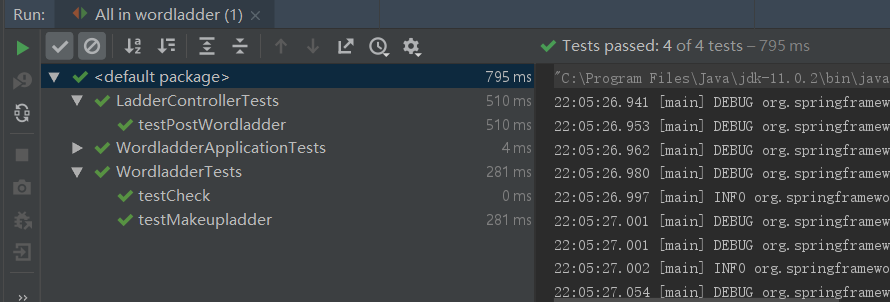 Run: All in wordladder (1)
Tests passed: 4 of 4 tests – 795 ms
<default package> 795 ms
LadderControllerTests 510 ms
testPostWordladder 510 ms
WordladderApplicationTests 4 ms
WordladderTests 281 ms
testCheck 0 ms
testMakeupladder 281 ms
"C:\Program Files\Java\jdk-11.0.2\bin\java
22:05:26.941 [main] DEBUG org.springframew
22:05:26.953 [main] DEBUG org.springframew
22:05:26.962 [main] DEBUG org.springframew
22:05:26.980 [main] DEBUG org.springframew
22:05:26.997 [main] INFO org.springframewo
22:05:27.001 [main] DEBUG org.springframew
22:05:27.001 [main] DEBUG org.springframew
22:05:27.002 [main] INFO org.springframewo
22:05:27.054 [main] DEBUG org.springframew